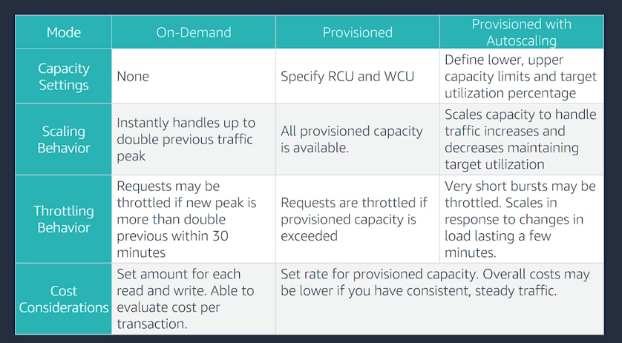 Mode
On-Demand
Provisioned
Provisioned with
Autoscaling
Capacity
Settings
None
Specify RCU and WCU
Define lower, upper
capacity limits and target
utilization percentage
Scaling
Behavior
Instantly handles up to
double previous traffic
peak
All provisioned capacity
is available.
Scales capacity to handle
traffic increases and
decreases maintaining
target utilization
Throttling
Behavior
Requests may be
throttled if new peak is
more than double
previous within 30
minutes
Requests are throttled if
provisioned capacity is
exceeded
Very short bursts may be
throttled. Scales in
response to changes in
load lasting a few
minutes.
Cost
Considerations
Set amount for each
read and write. Able to
evaluate cost per
transaction.
Set rate for provisioned capacity. Overall costs may
be lower if you have consistent, steady traffic.